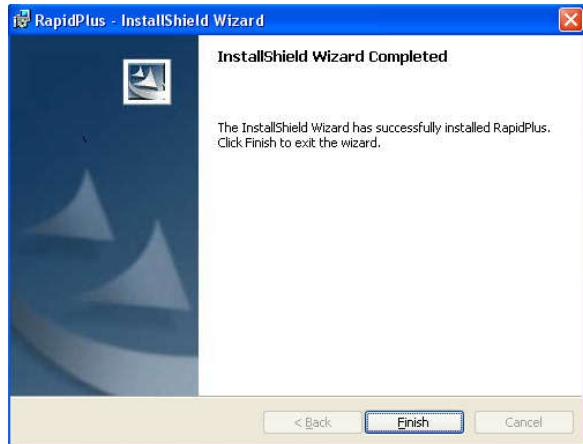 RapidPlus - InstallShield Wizard
InstallShield Wizard Completed
The InstallShield Wizard has successfully installed RapidPlus.
Click Finish to exit the wizard.
< Back
Finish
Cancel